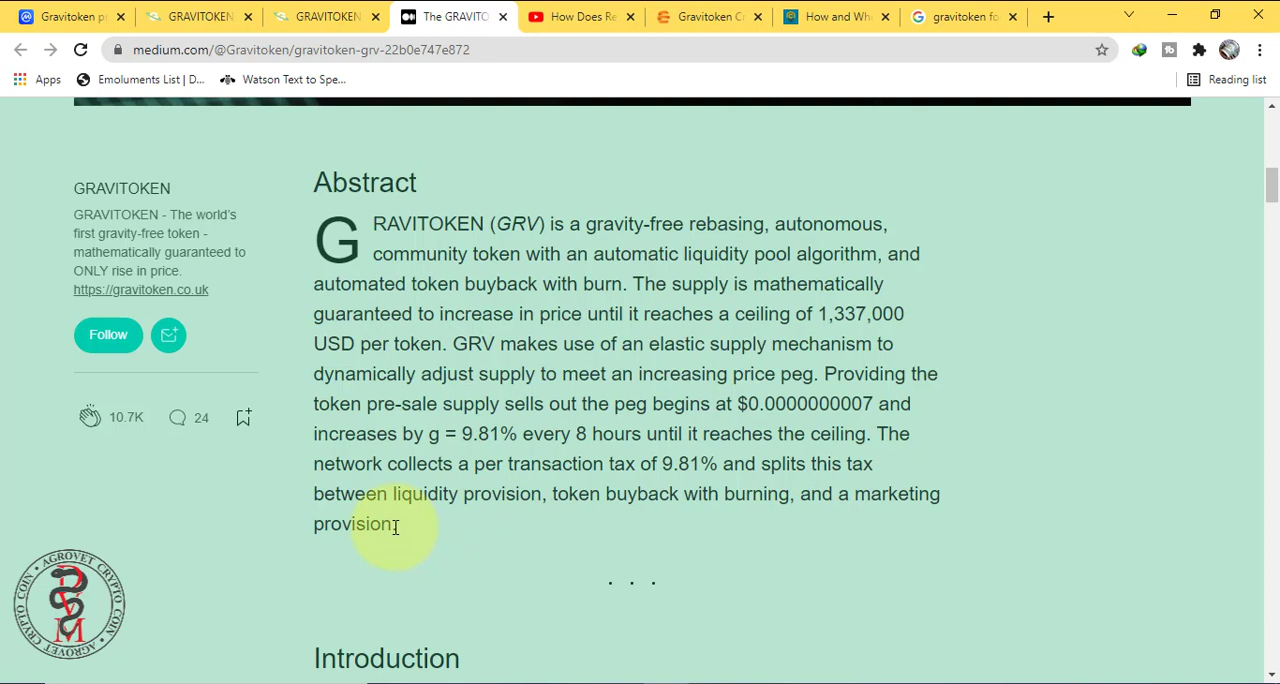 Gravitoken p
GRAVITOKEN
GRAVITOKEN
The GRAVITO
How Does Re
Gravitoken C
How and Whe
gravitoken fo
medium.com/@Gravitoken/gravitoken-grv-22b0e747e872
Apps
Emoluments List | D...
Watson Text to Spe...
Reading list
GRAVITOKEN
GRAVITOKEN - The world's
first gravity-free token -
mathematically guaranteed to
ONLY rise in price.
https://gravitoken.co.uk
Follow
10.7K
24
Abstract
GRAVITOKEN (GRV) is a gravity-free rebasing, autonomous,
community token with an automatic liquidity pool algorithm, and
automated token buyback with burn. The supply is mathematically
guaranteed to increase in price until it reaches a ceiling of 1,337,000
USD per token. GRV makes use of an elastic supply mechanism to
dynamically adjust supply to meet an increasing price peg. Providing the
token pre-sale supply sells out the peg begins at $0.0000000007 and
increases by g = 9.81% every 8 hours until it reaches the ceiling. The
network collects a per transaction tax of 9.81% and splits this tax
between liquidity provision, token buyback with burning, and a marketing
provision.
. . .
Introduction
AGROVET CRYPTO COIN
DVM
AGROVET CRYPTO COIN